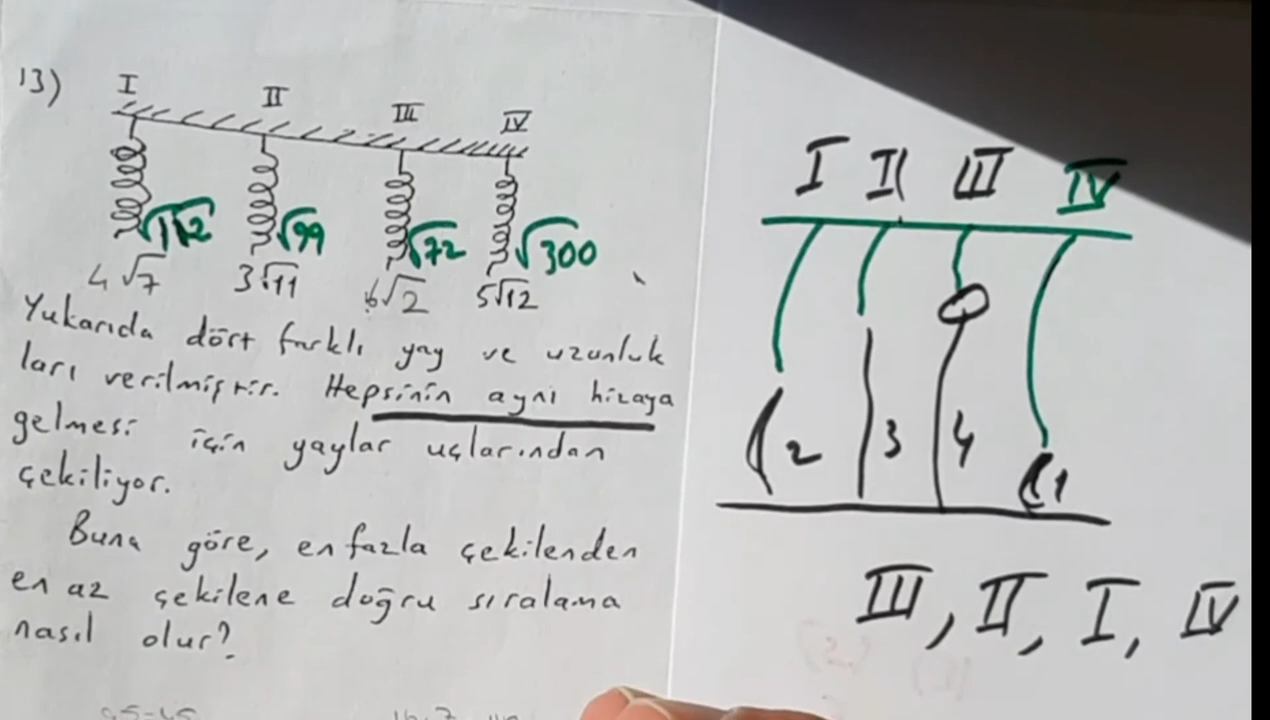 13)
I II III IV
√112 √99 √72 √300
4√7 3√11 6√2 5√12
Yukarıda dört farklı yay ve uzunluk
ları verilmiştir. Hepsinin aynı hizaya
gelmesi için yaylar uçlarından
çekiliyor.
Buna göre, en fazla çekilenden
en az çekilene doğru sıralama
nasıl olur?
I II III IV
2 3 4 1
III, II, I, IV